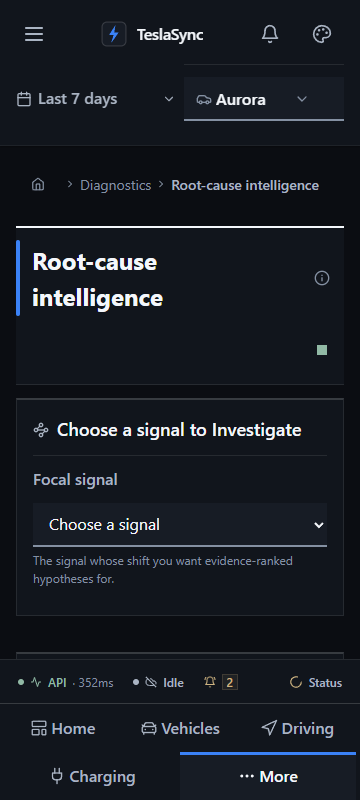 TeslaSync
Last 7 days
Aurora
Diagnostics
Root-cause intelligence
Root-cause
intelligence
Choose a signal to Investigate
Focal signal
Choose a signal
The signal whose shift you want evidence-ranked
hypotheses for.
API · 352ms
Idle
2
Status
Home
Vehicles
Driving
Charging
More